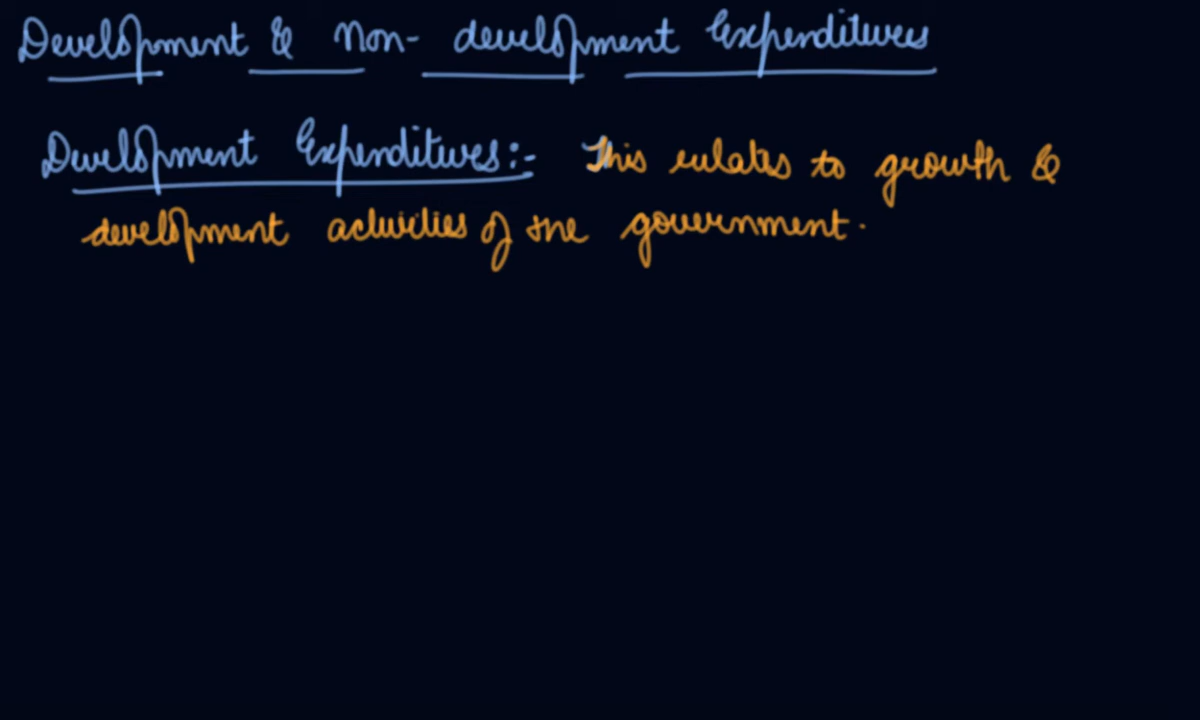 Development & Non- development Expenditures
Development Expenditures:- This relates to growth &
development activities of the government.